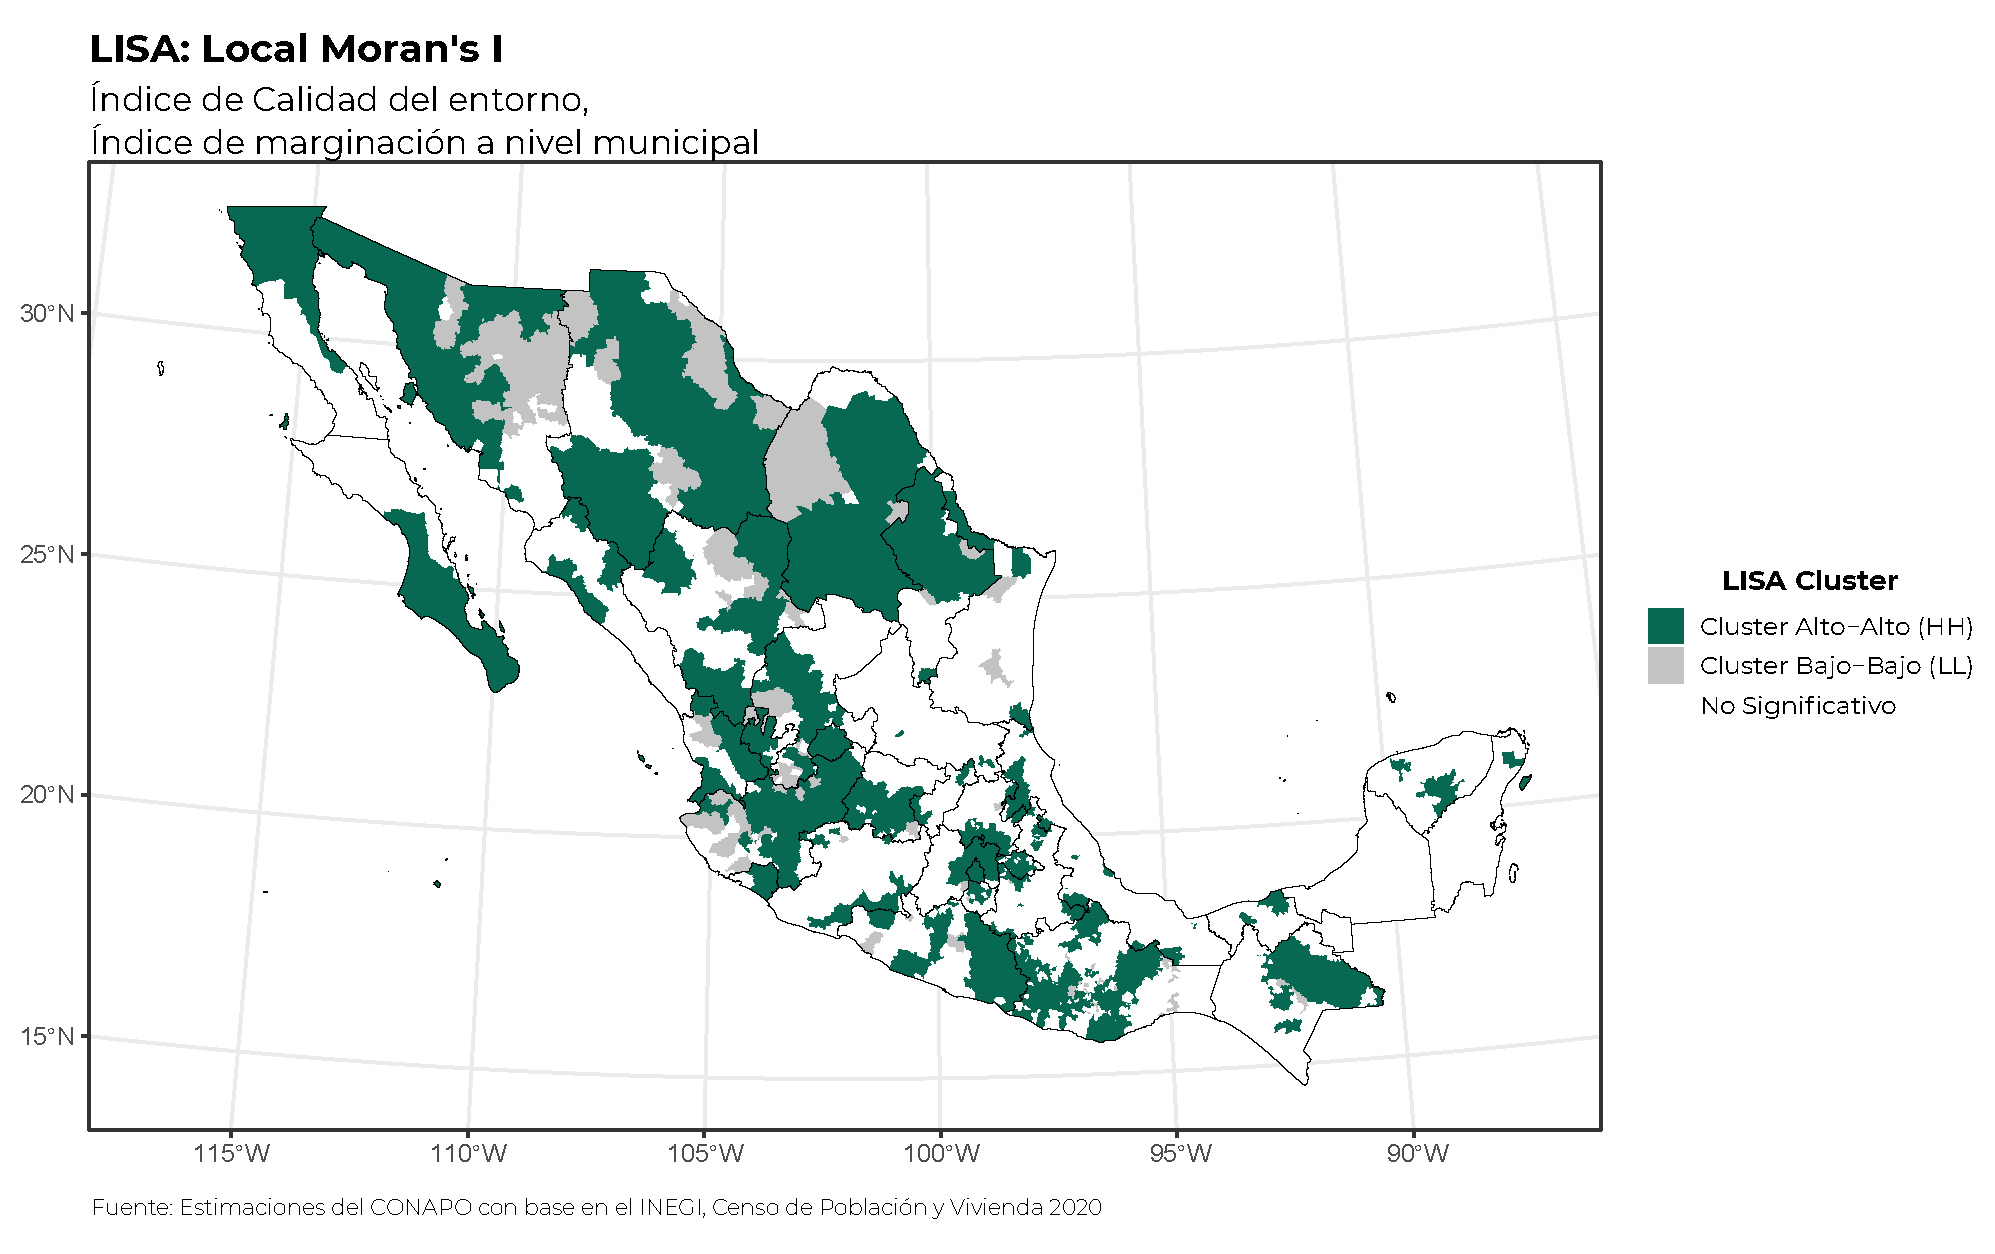 LISA: Local Moran's I
Índice de Calidad del entorno,
Índice de marginación a nivel municipal
30°N
25°N
20°N
15°N
115°W
110°W
105°W
100°W
95°W
90°W
LISA Cluster
Cluster Alto−Alto (HH)
Cluster Bajo−Bajo (LL)
No Significativo
Fuente: Estimaciones del CONAPO con base en el INEGI, Censo de Población y Vivienda 2020